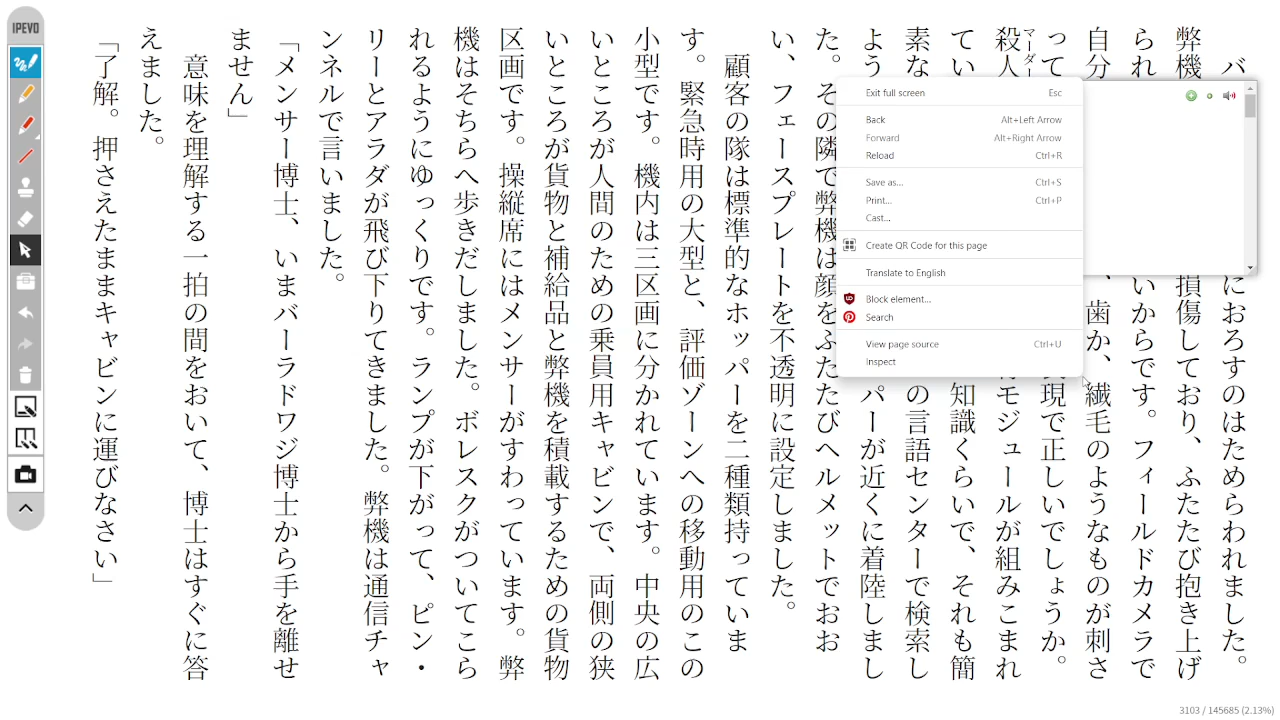 バ
におろすのはためらわれました。
弊機
損傷しており、ふたたび抱き上げ
られ
いからです。フィールドカメラで
自分
、歯か、繊毛のようなものが刺さ
って
現で正しいでしょうか。
マーダー
殺人
モジュールが組みこまれ
てい
知識くらいで、それも簡
素な
の言語センターで検索し
よう
パーが近くに着陸しまし
た。その隣で弊機は顔をふたたびヘルメットでおお
い、フェースプレートを不透明に設定しました。
顧客の隊は標準的なホッパーを二種類持っていま
す。緊急時用の大型と、評価ゾーンへの移動用のこの
小型です。機内は三区画に分かれています。中央の広
いところが人間のための乗員用キャビンで、両側の狭
いところが貨物と補給品と弊機を積載するための貨物
区画です。操縦席にはメンサーがすわっています。弊
機はそちらへ歩きだしました。ボレスクがついてこら
れるようにゆっくりです。ランプが下がって、ピン・
リーとアラダが飛び下りてきました。弊機は通信チャ
ンネルで言いました。
「メンサー博士、いまバーラドワジ博士から手を離せ
ません」
意味を理解する一拍の間をおいて、博士はすぐに答
えました。
「了解。押さえたままキャビンに運びなさい」
IPEVO
Exit full screen Esc
Back Alt+Left Arrow
Forward Alt+Right Arrow
Reload Ctrl+R
Save as... Ctrl+S
Print... Ctrl+P
Cast...
Create QR Code for this page
Translate to English
Block element...
Search
View page source Ctrl+U
Inspect
3103 / 145685 (2.13%)